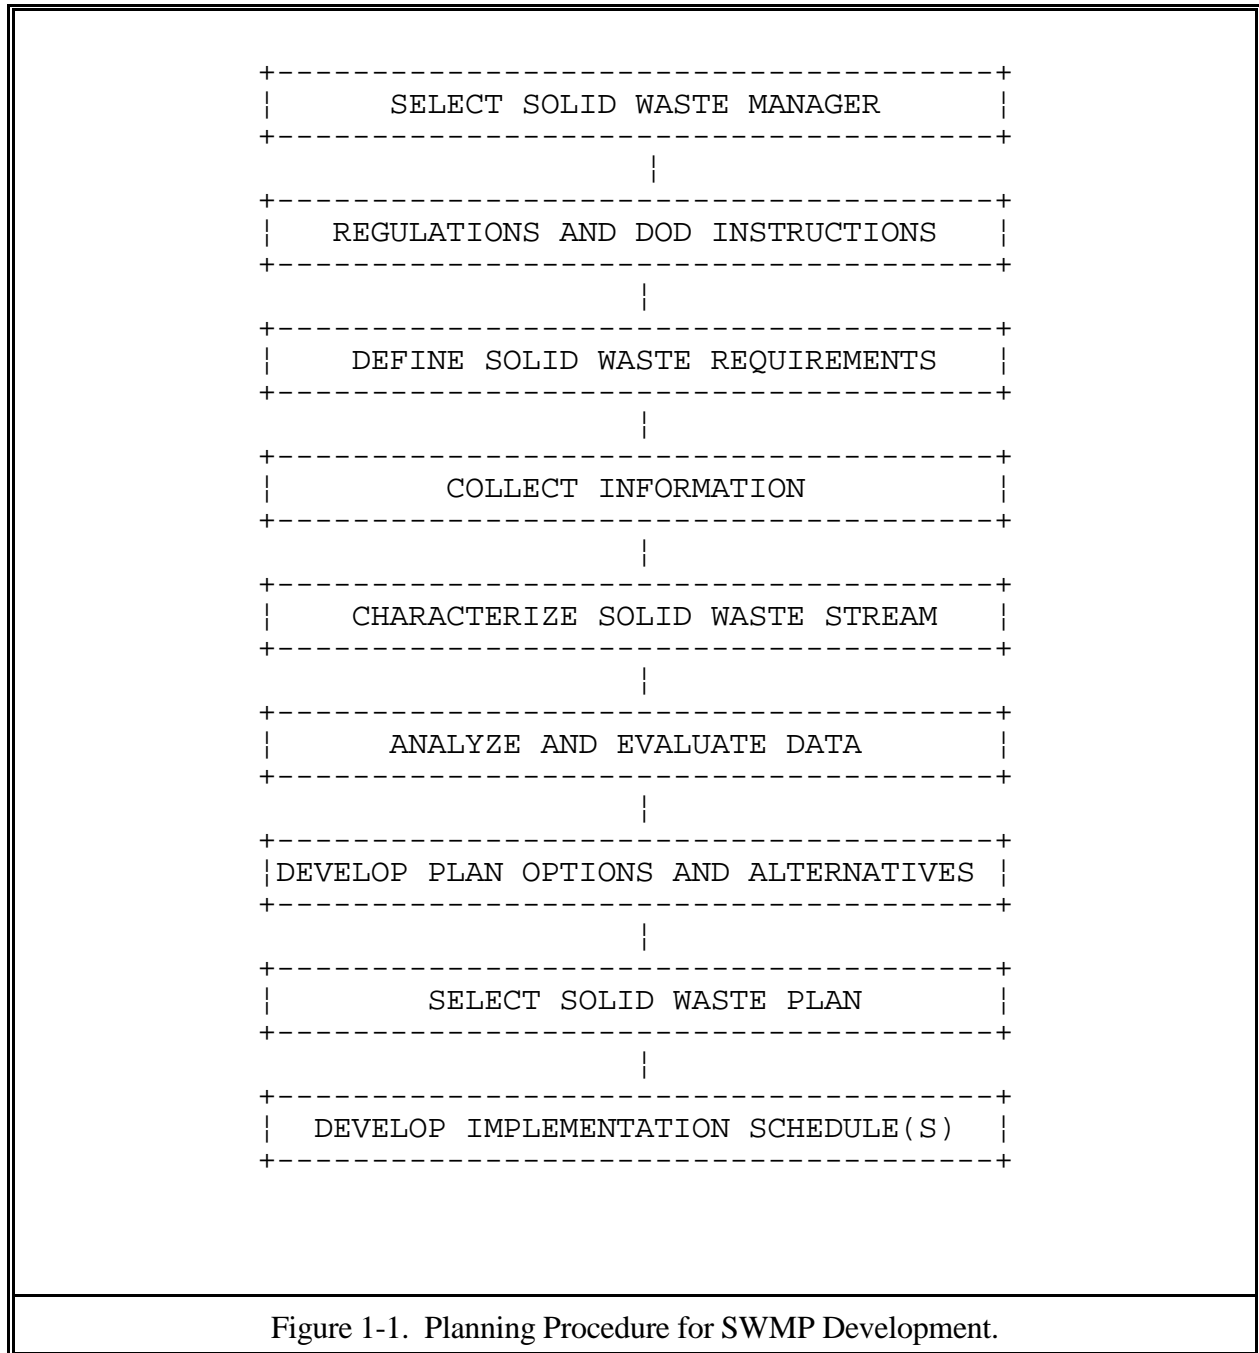 SELECT SOLID WASTE MANAGER
REGULATIONS AND DOD INSTRUCTIONS
DEFINE SOLID WASTE REQUIREMENTS
COLLECT INFORMATION
CHARACTERIZE SOLID WASTE STREAM
ANALYZE AND EVALUATE DATA
DEVELOP PLAN OPTIONS AND ALTERNATIVES
SELECT SOLID WASTE PLAN
DEVELOP IMPLEMENTATION SCHEDULE(S)
Figure 1-1. Planning Procedure for SWMP Development.